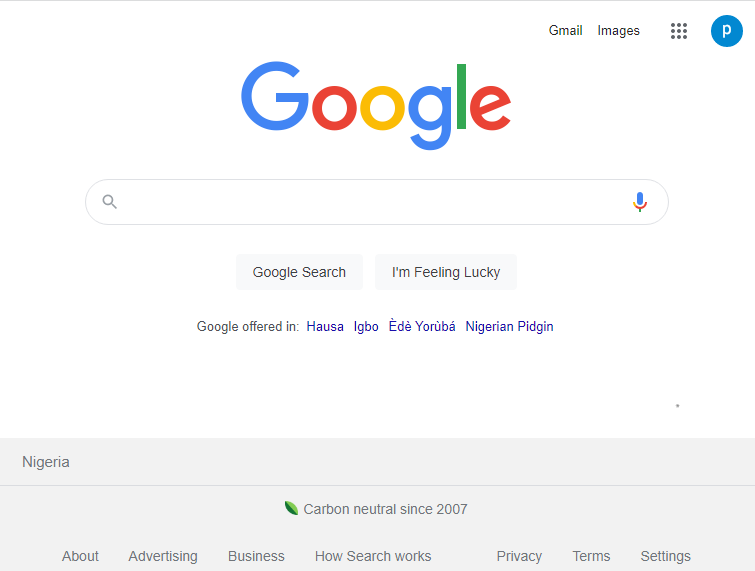 Gmail Images p
Google
Google Search I'm Feeling Lucky
Google offered in: Hausa Igbo Èdè Yorùbá Nigerian Pidgin
Nigeria
Carbon neutral since 2007
About Advertising Business How Search works Privacy Terms Settings